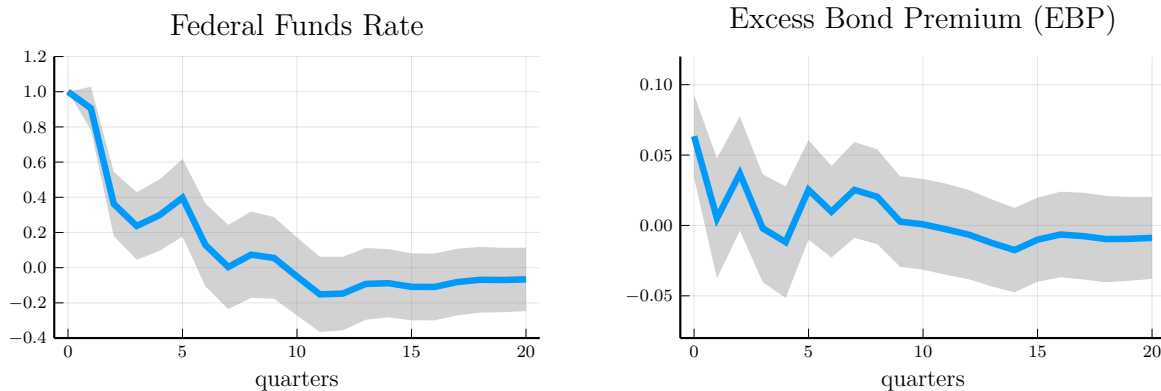 Federal Funds Rate
1.2
1.0
0.8
0.6
0.4
0.2
0.0
−0.2
−0.4
0 5 10 15 20
quarters
Excess Bond Premium (EBP)
0.10
0.05
0.00
−0.05
0 5 10 15 20
quarters